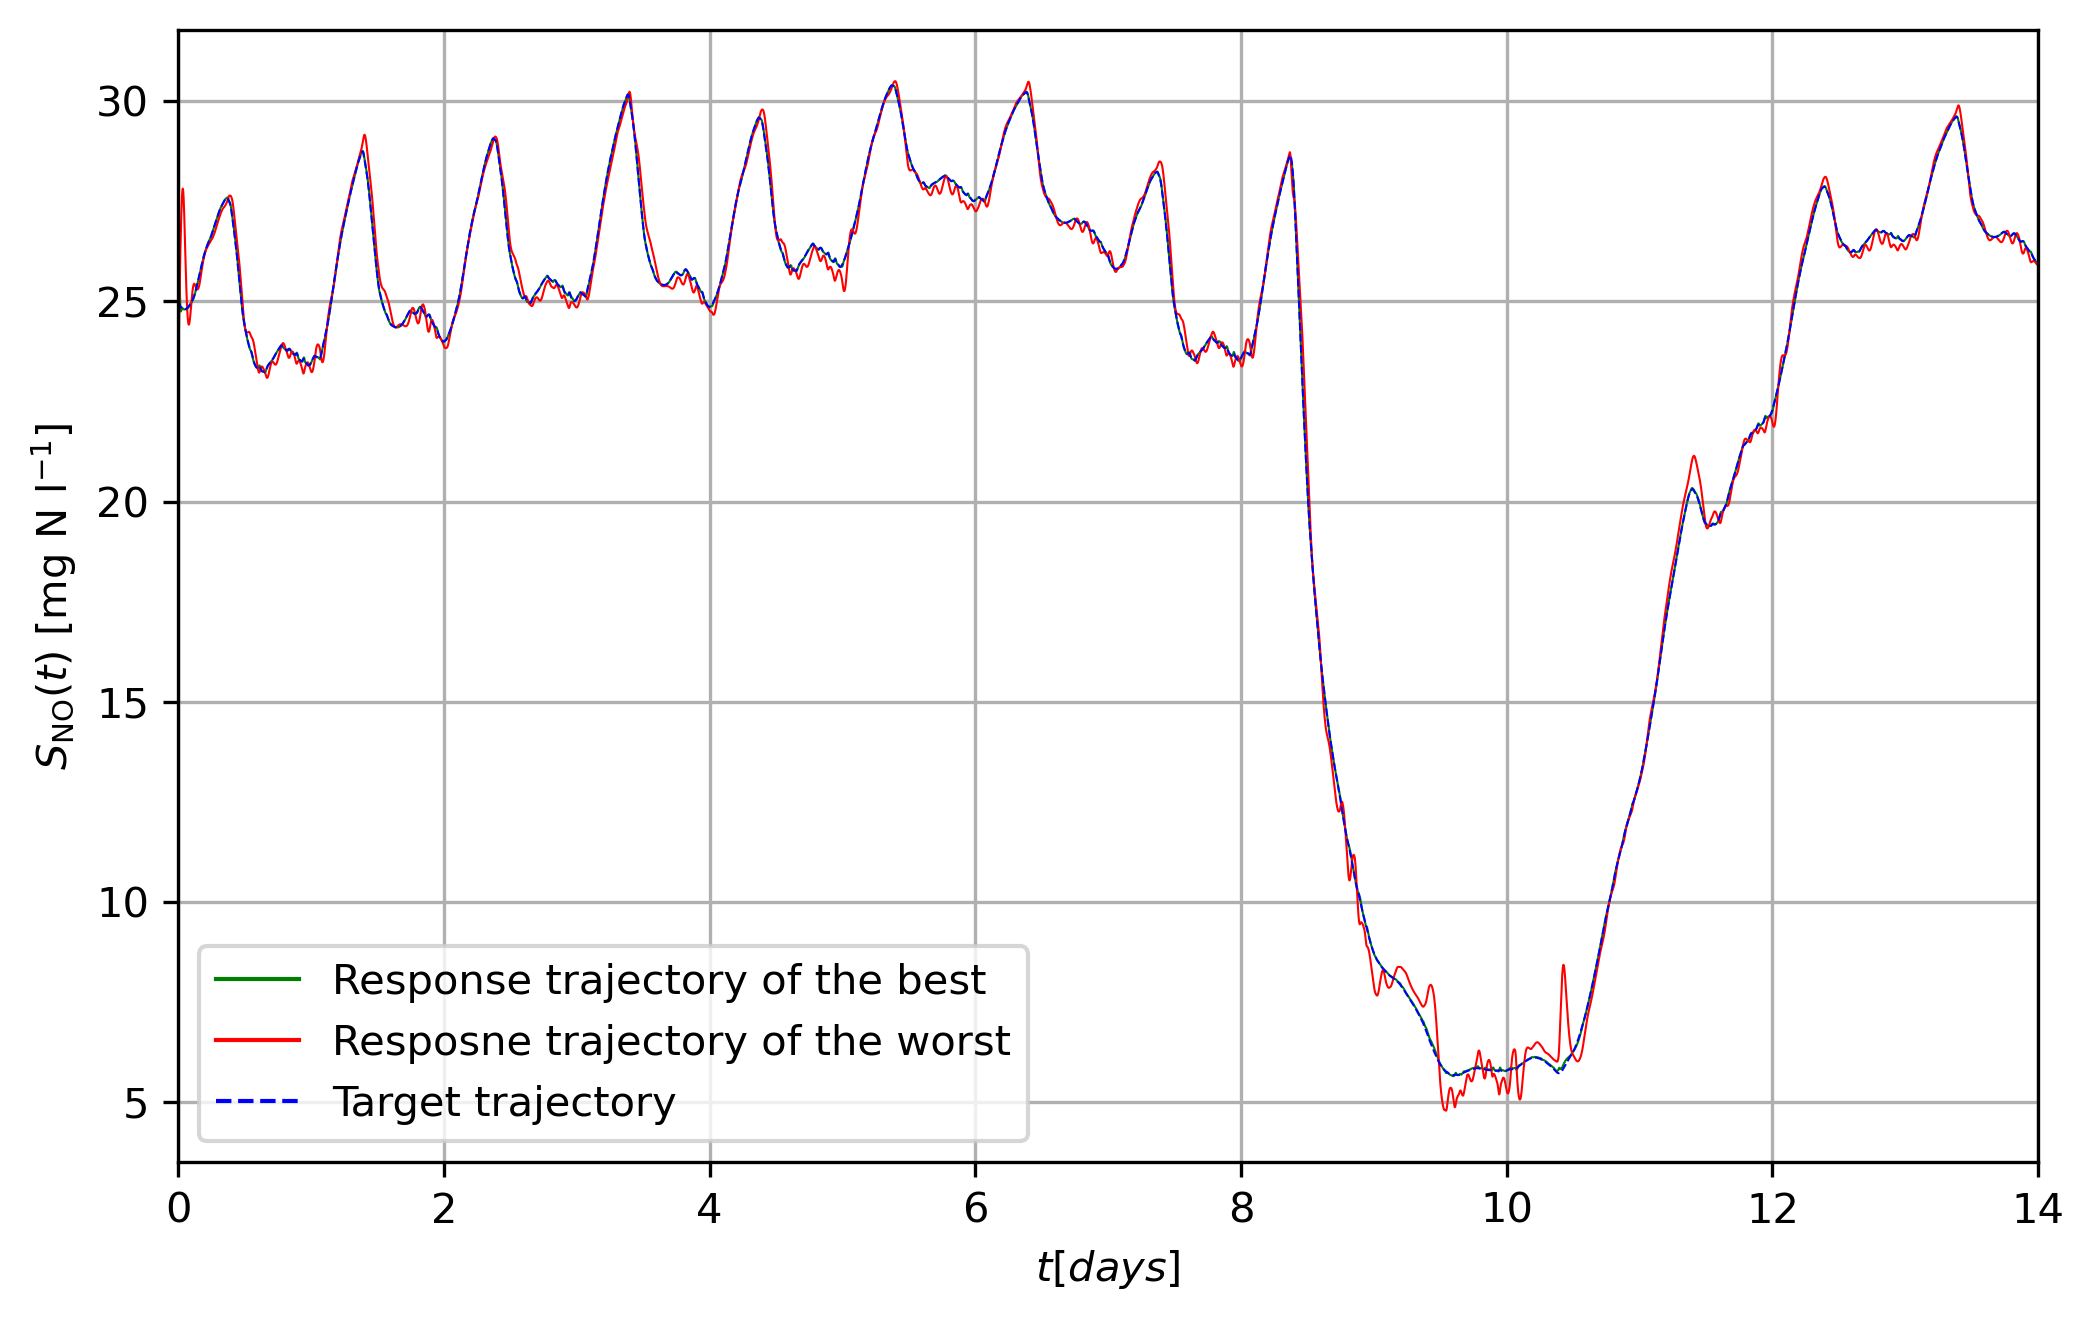 30
25
20
15
10
5
S_NO(t) [mg N l⁻¹]
Response trajectory of the best
Resposne trajectory of the worst
Target trajectory
0 2 4 6 8 10 12 14
t[days]